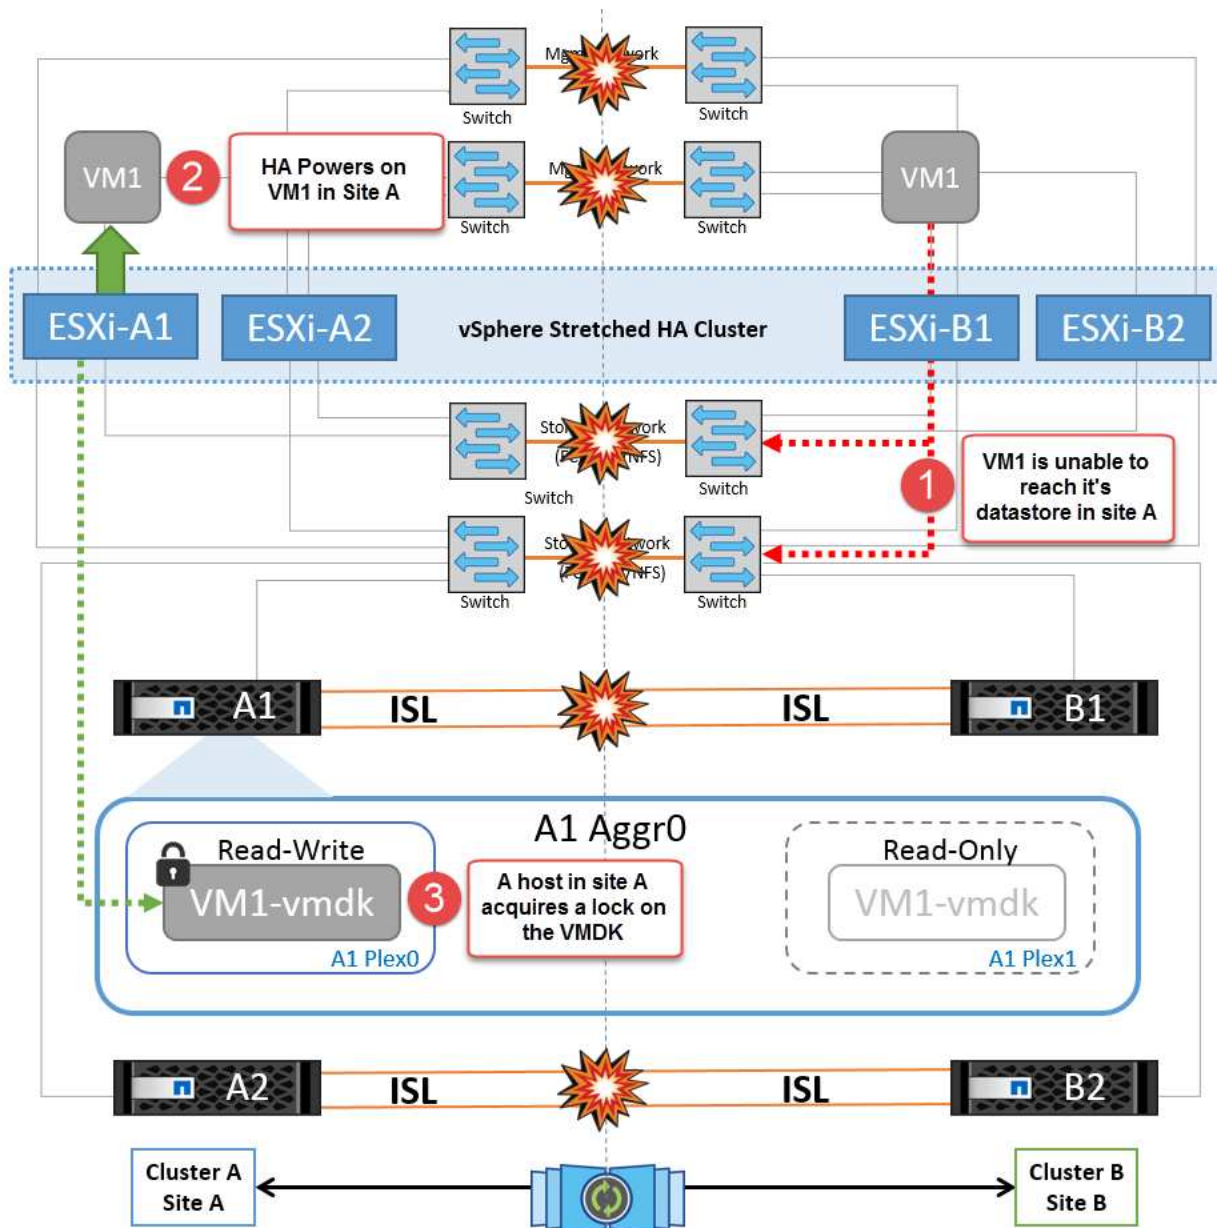 Switch
Switch
VM1
2
HA Powers on
VM1 in Site A
VM1
Switch
Switch
ESXi-A1
ESXi-A2
vSphere Stretched HA Cluster
ESXi-B1
ESXi-B2
Switch
Switch
1
VM1 is unable to
reach it's
datastore in site A
Switch
Switch
A1
ISL
ISL
B1
A1 Aggr0
Read-Write
VM1-vmdk
A1 Plex0
3
A host in site A
acquires a lock on
the VMDK
Read-Only
VM1-vmdk
A1 Plex1
A2
ISL
ISL
B2
Cluster A
Site A
Cluster B
Site B